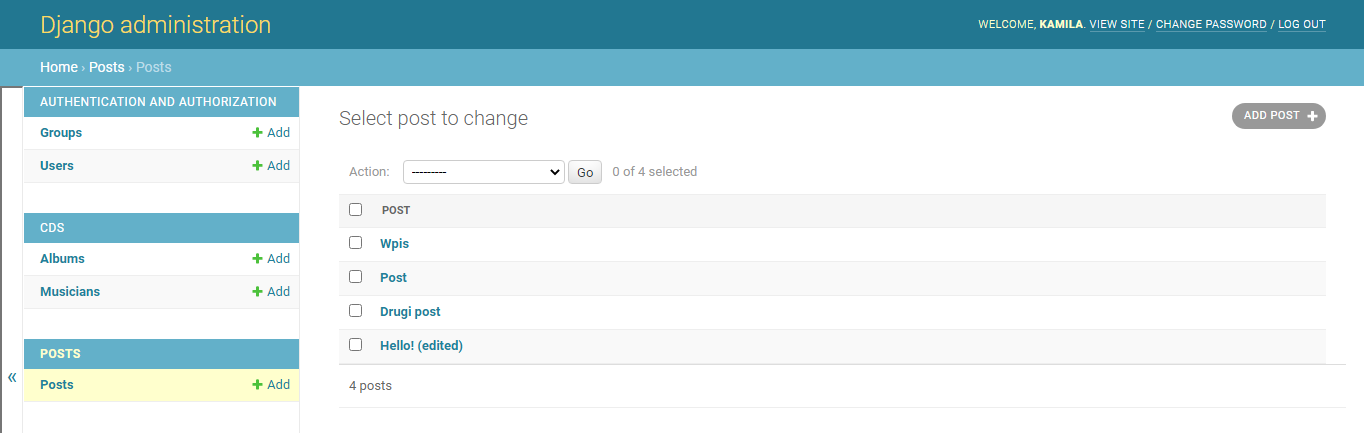 Django administration
WELCOME, KAMILA. VIEW SITE / CHANGE PASSWORD / LOG OUT
Home › Posts › Posts
AUTHENTICATION AND AUTHORIZATION
Groups + Add
Users + Add
CDS
Albums + Add
Musicians + Add
POSTS
Posts + Add
«
Select post to change
ADD POST +
Action: --------- Go 0 of 4 selected
POST
Wpis
Post
Drugi post
Hello! (edited)
4 posts